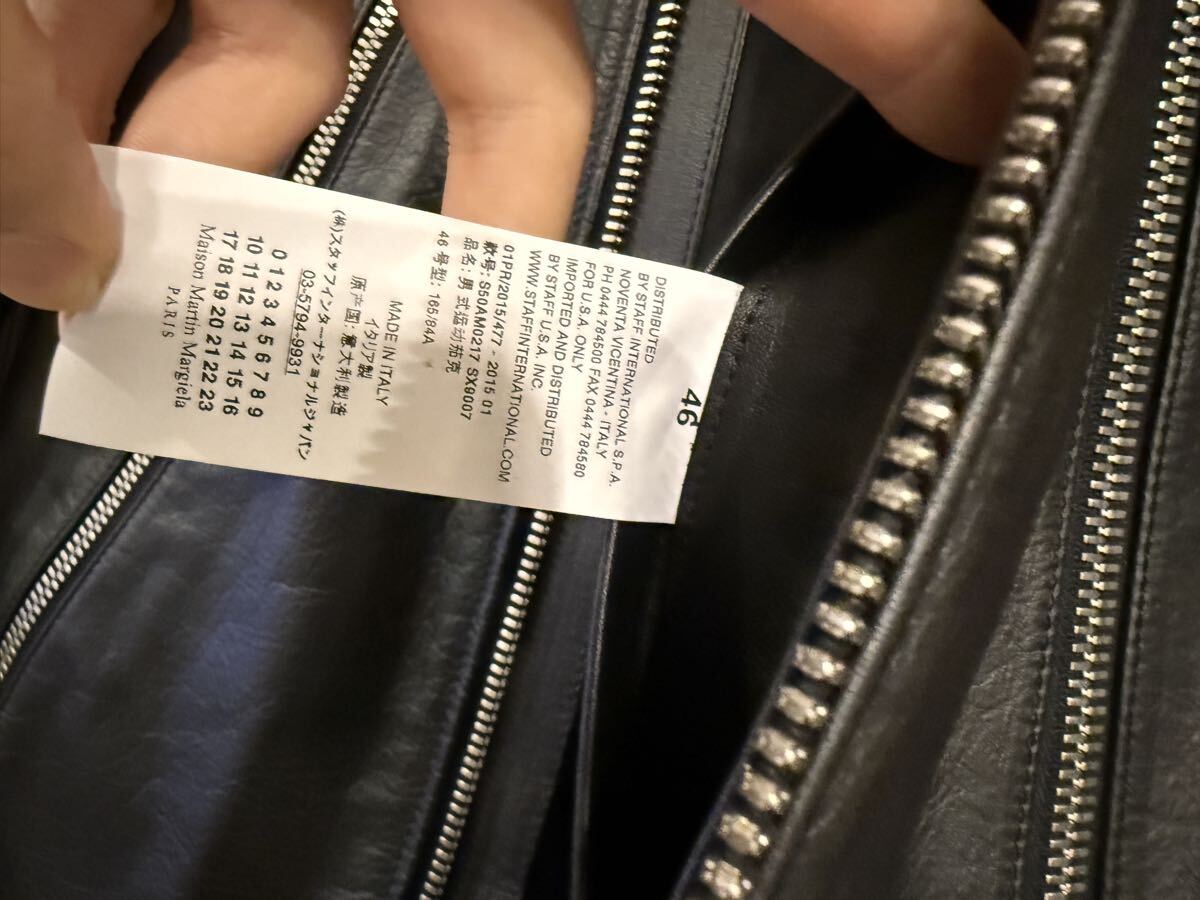 46
DISTRIBUTED
BY STAFF INTERNATIONAL S.P.A.
NOVENTA VICENTINA - ITALY
PH 0444 784500 FAX 0444 784580
FOR U.S.A. ONLY
IMPORTED AND DISTRIBUTED
BY STAFF U.S.A. INC.
WWW.STAFFINTERNATIONAL.COM
01PR/2015/477 - 2015 01
款号: S50AM0217 SX9007
品名: 男式运动茄克
46 号型: 165/84A
MADE IN ITALY
イタリア製
原产国: 意大利製造
(株)スタッフインターナショナルジャパン
03-5794-9931
0 1 2 3 4 5 6 7 8 9
10 11 12 13 14 15 16
17 18 19 20 21 22 23
Maison Martin Margiela
PARIS